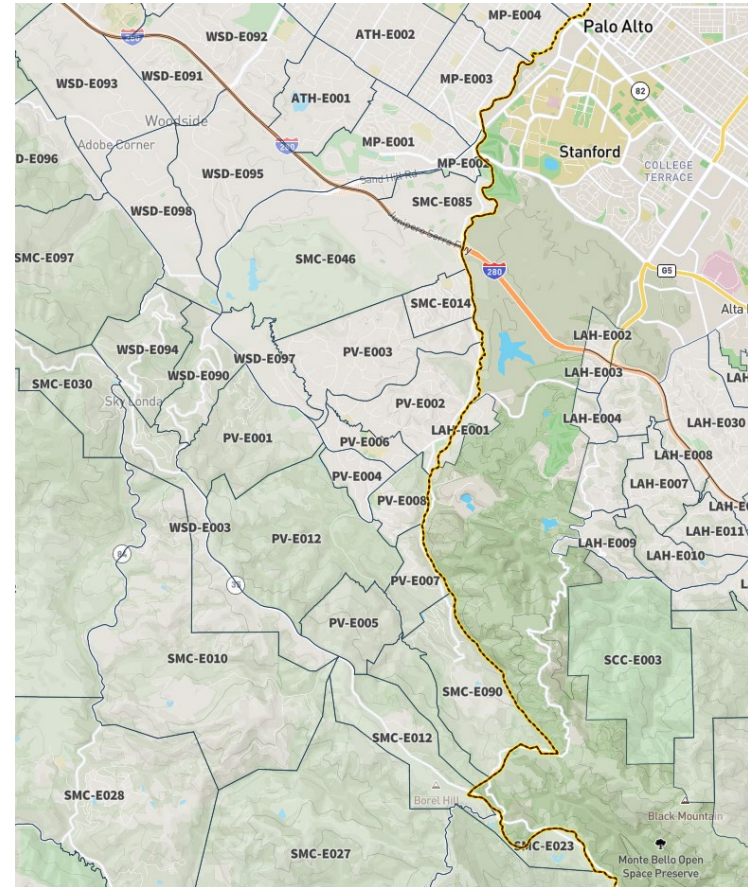 MP-E004
Palo Alto
280
WSD-E092
ATH-E002
WSD-E091
WSD-E093
MP-E003
82
ATH-E001
Woodside
Adobe Corner
280
MP-E001
Stanford
COLLEGE
TERRACE
D-E096
WSD-E095
MP-E002
Sand Hill Rd
WSD-E098
SMC-E085
Junipero Serra Fwy
SMC-E097
SMC-E046
280
G5
SMC-E014
Alta
LAH-E002
WSD-E094
PV-E003
WSD-E097
WSD-E090
LAH-E003
LAH
SMC-E030
Sky Londa
PV-E002
LAH-E004
LAH-E030
PV-E001
PV-E006
LAH-E001
LAH-E008
PV-E004
LAH-E007
PV-E008
LAH-E0
WSD-E003
PV-E012
LAH-E009
LAH-E011
LAH-E010
84
35
PV-E007
L
PV-E005
SMC-E010
SCC-E003
SMC-E090
SMC-E012
SMC-E028
Borel Hill
Black Mountain
SMC-E027
SMC-E023
Monte Bello Open
Space Preserve